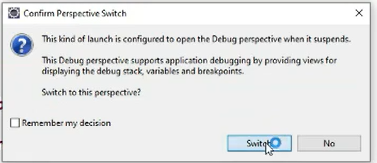 Confirm Perspective Switch
This kind of launch is configured to open the Debug perspective when it suspends.
This Debug perspective supports application debugging by providing views for
displaying the debug stack, variables and breakpoints.
Switch to this perspective?
Remember my decision
Switch No